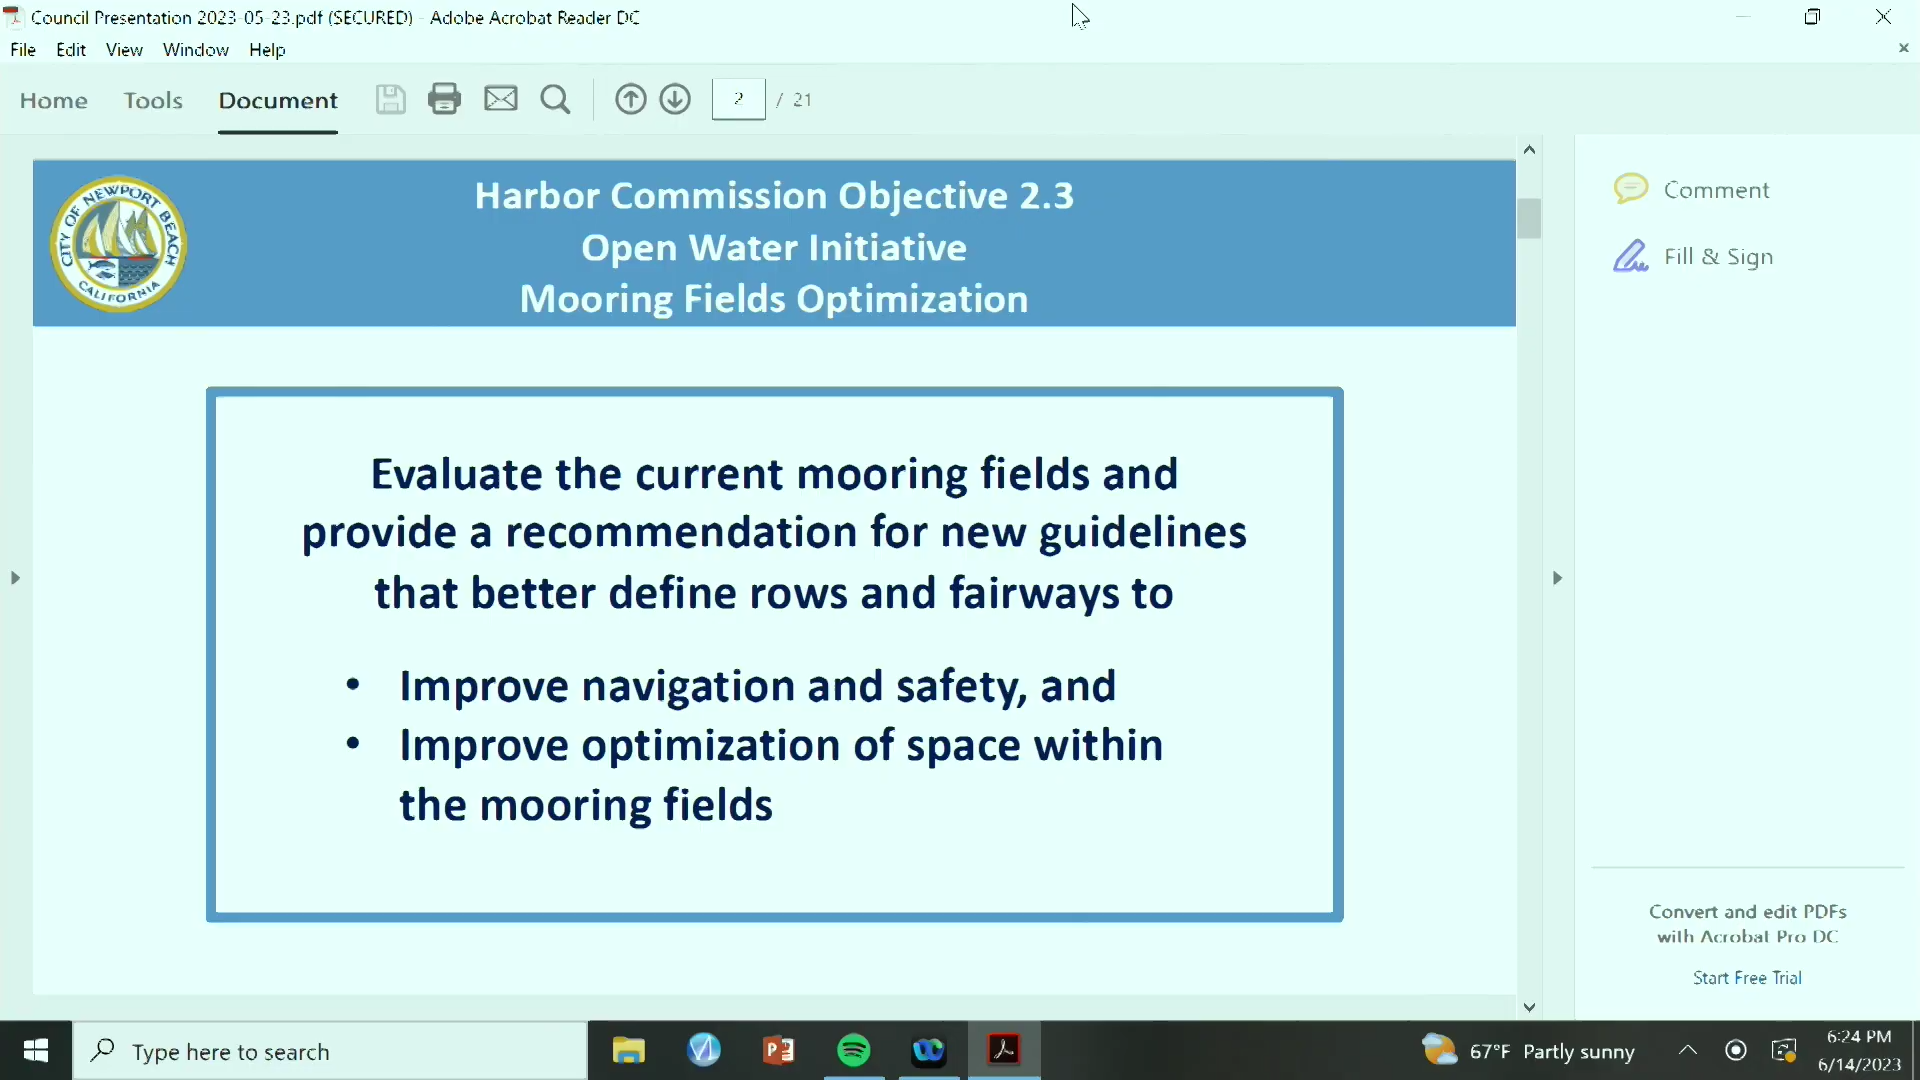 Council Presentation 2023-05-23.pdf (SECURED) - Adobe Acrobat Reader DC
File Edit View Window Help
Home Tools Document 2 / 21
CITY OF NEWPORT BEACH
CALIFORNIA
Harbor Commission Objective 2.3
Open Water Initiative
Mooring Fields Optimization
Evaluate the current mooring fields and
provide a recommendation for new guidelines
that better define rows and fairways to
• Improve navigation and safety, and
• Improve optimization of space within
the mooring fields
Comment
Fill & Sign
Convert and edit PDFs
with Acrobat Pro DC
Start Free Trial
Type here to search
67°F Partly sunny
6:24 PM
6/14/2023